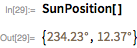 In[29]:= SunPosition[]
Out[29]= {234.23°, 12.37°}